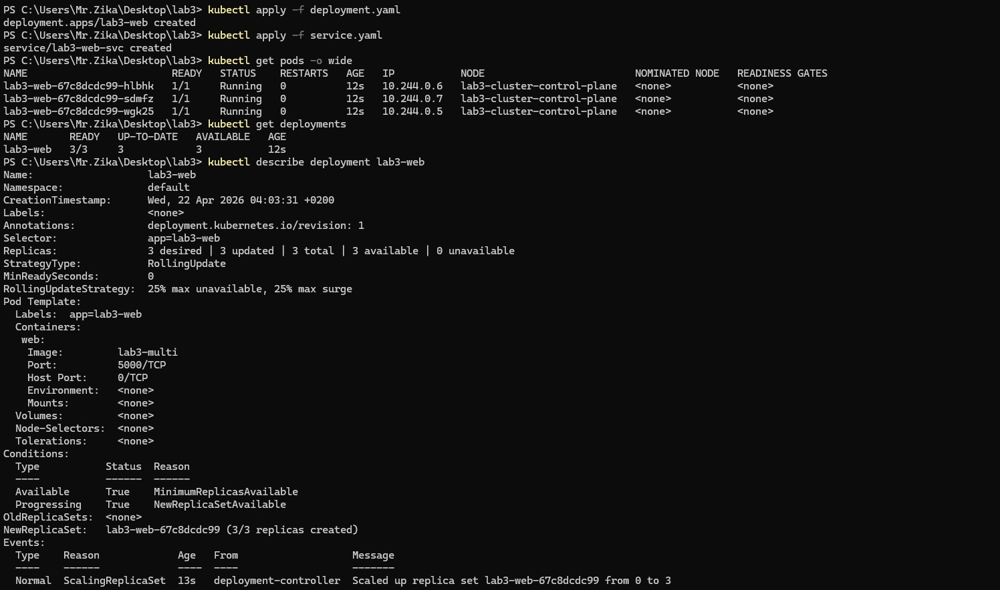 PS C:\Users\Mr.Zika\Desktop\lab3> kubectl apply -f deployment.yaml
deployment.apps/lab3-web created
PS C:\Users\Mr.Zika\Desktop\lab3> kubectl apply -f service.yaml
service/lab3-web-svc created
PS C:\Users\Mr.Zika\Desktop\lab3> kubectl get pods -o wide
NAME                        READY   STATUS    RESTARTS   AGE   IP           NODE                         NOMINATED NODE   READINESS GATES
lab3-web-67c8dcdc99-hlbhk   1/1     Running   0          12s   10.244.0.6   lab3-cluster-control-plane   <none>           <none>
lab3-web-67c8dcdc99-sdmfz   1/1     Running   0          12s   10.244.0.7   lab3-cluster-control-plane   <none>           <none>
lab3-web-67c8dcdc99-wgk25   1/1     Running   0          12s   10.244.0.5   lab3-cluster-control-plane   <none>           <none>
PS C:\Users\Mr.Zika\Desktop\lab3> kubectl get deployments
NAME       READY   UP-TO-DATE   AVAILABLE   AGE
lab3-web   3/3     3            3           12s
PS C:\Users\Mr.Zika\Desktop\lab3> kubectl describe deployment lab3-web
Name:                   lab3-web
Namespace:              default
CreationTimestamp:      Wed, 22 Apr 2026 04:03:31 +0200
Labels:                 <none>
Annotations:            deployment.kubernetes.io/revision: 1
Selector:               app=lab3-web
Replicas:               3 desired | 3 updated | 3 total | 3 available | 0 unavailable
StrategyType:           RollingUpdate
MinReadySeconds:        0
RollingUpdateStrategy:  25% max unavailable, 25% max surge
Pod Template:
  Labels:  app=lab3-web
  Containers:
   web:
    Image:         lab3-multi
    Port:          5000/TCP
    Host Port:     0/TCP
    Environment:   <none>
    Mounts:        <none>
  Volumes:         <none>
  Node-Selectors:  <none>
  Tolerations:     <none>
Conditions:
  Type           Status  Reason
  ----           ------  ------
  Available      True    MinimumReplicasAvailable
  Progressing    True    NewReplicaSetAvailable
OldReplicaSets:  <none>
NewReplicaSet:   lab3-web-67c8dcdc99 (3/3 replicas created)
Events:
  Type    Reason             Age   From                   Message
  ----    ------             ----  ----                   -------
  Normal  ScalingReplicaSet  13s   deployment-controller  Scaled up replica set lab3-web-67c8dcdc99 from 0 to 3